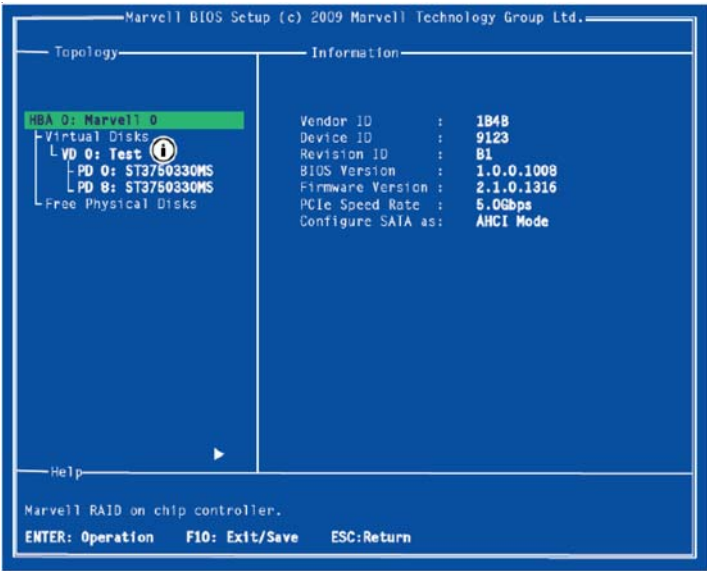 Marvell BIOS Setup (c) 2009 Marvell Technology Group Ltd.
Topology
HBA 0: Marvell 0
Virtual Disks
VD 0: Test
i
PD 0: ST3750330MS
PD 8: ST3750330MS
Free Physical Disks
Information
Vendor ID : 1B4B
Device ID : 9123
Revision ID : B1
BIOS Version : 1.0.0.1008
Firmware Version : 2.1.0.1316
PCIe Speed Rate : 5.0Gbps
Configure SATA as: AHCI Mode
Help
Marvell RAID on chip controller.
ENTER: Operation F10: Exit/Save ESC:Return